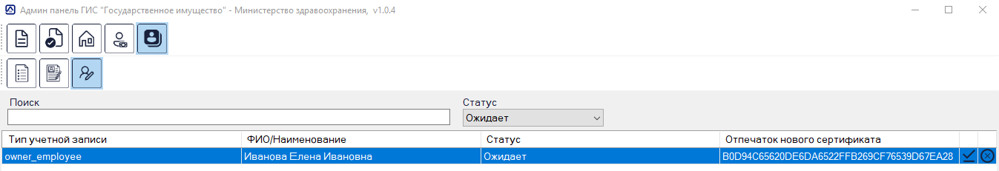 Админ панель ГИС "Государственное имущество" - Министерство здравоохранения, v1.0.4
Поиск
Статус
Ожидает
Тип учетной записи ФИО/Наименование Статус Отпечаток нового сертификата
owner_employee Иванова Елена Ивановна Ожидает B0D94C65620DE6DA6522FFB269CF76539D67EA28